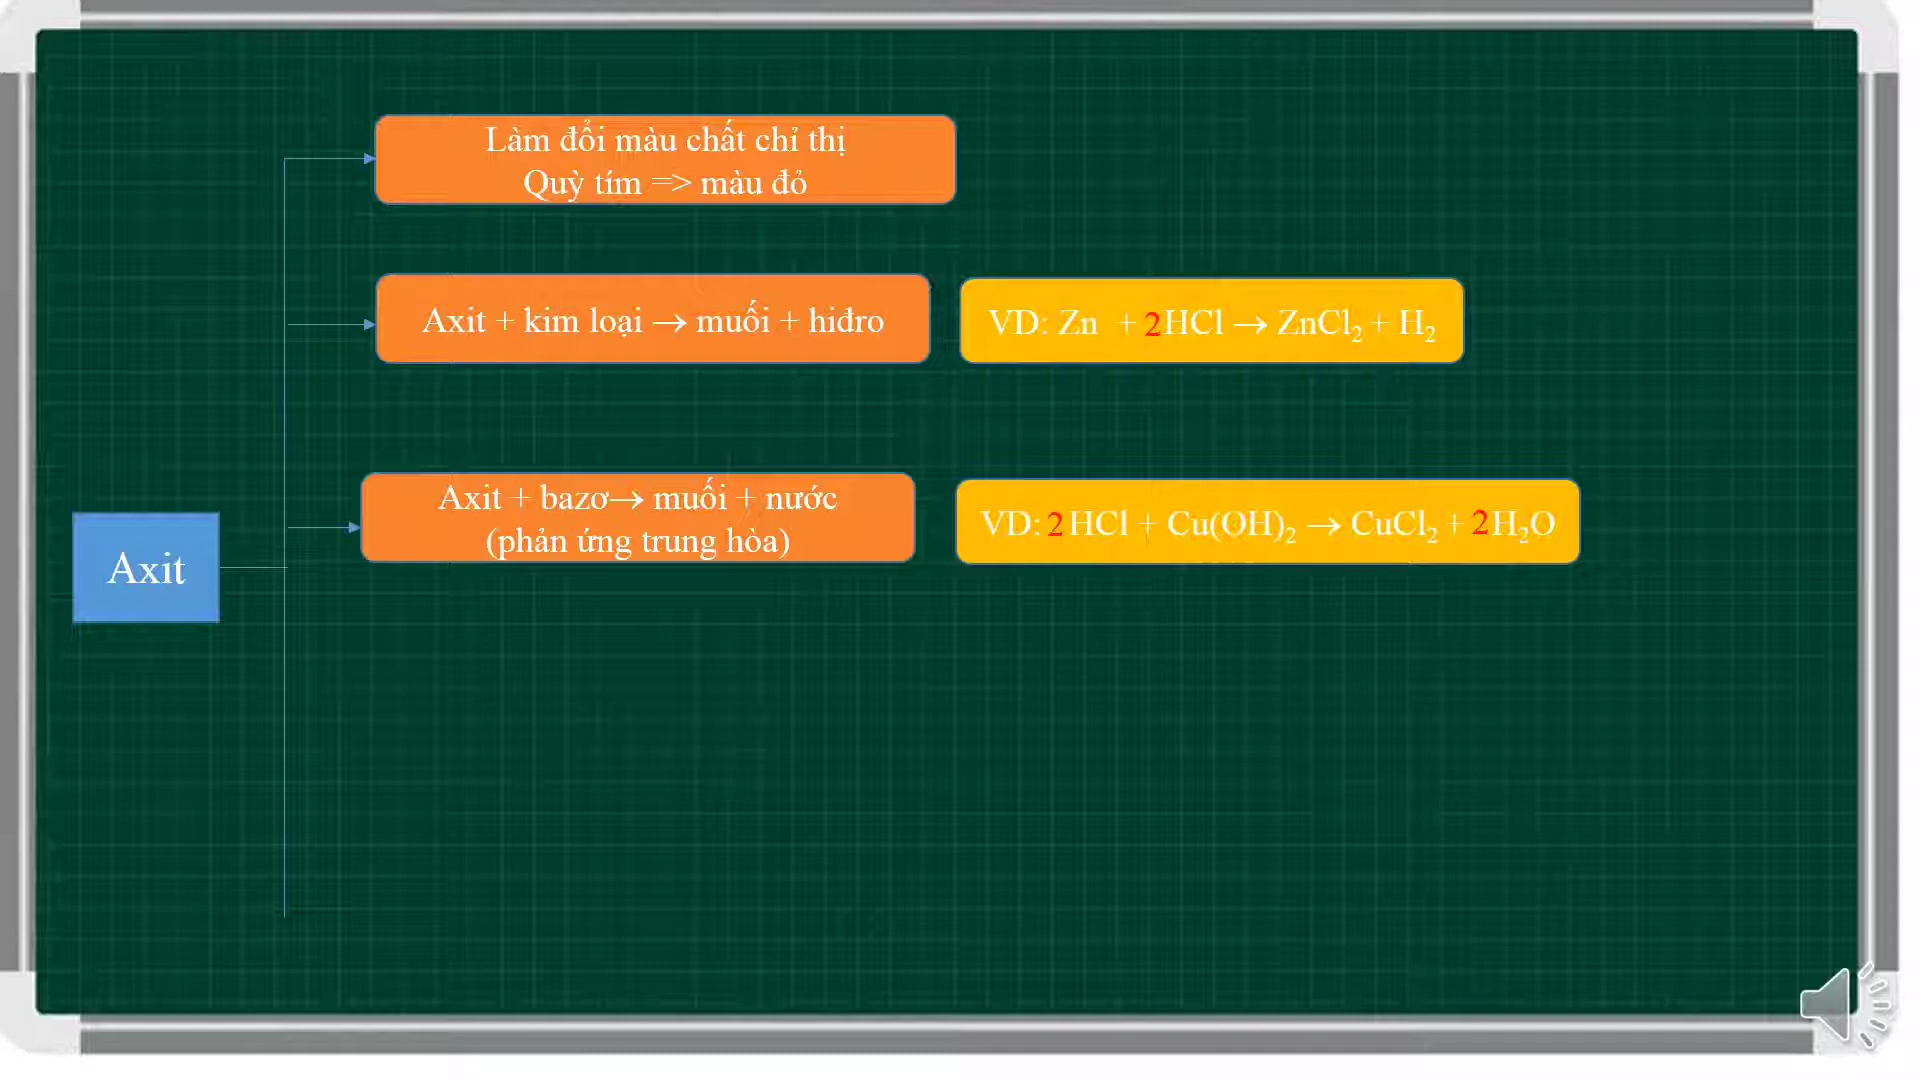 Làm đổi màu chất chỉ thị
Quỳ tím => màu đỏ
Axit + kim loại → muối + hiđro
VD: Zn + 2HCl → ZnCl₂ + H₂
Axit + bazơ→ muối + nước
(phản ứng trung hòa)
VD: 2HCl + Cu(OH)₂ → CuCl₂ + 2H₂O
Axit